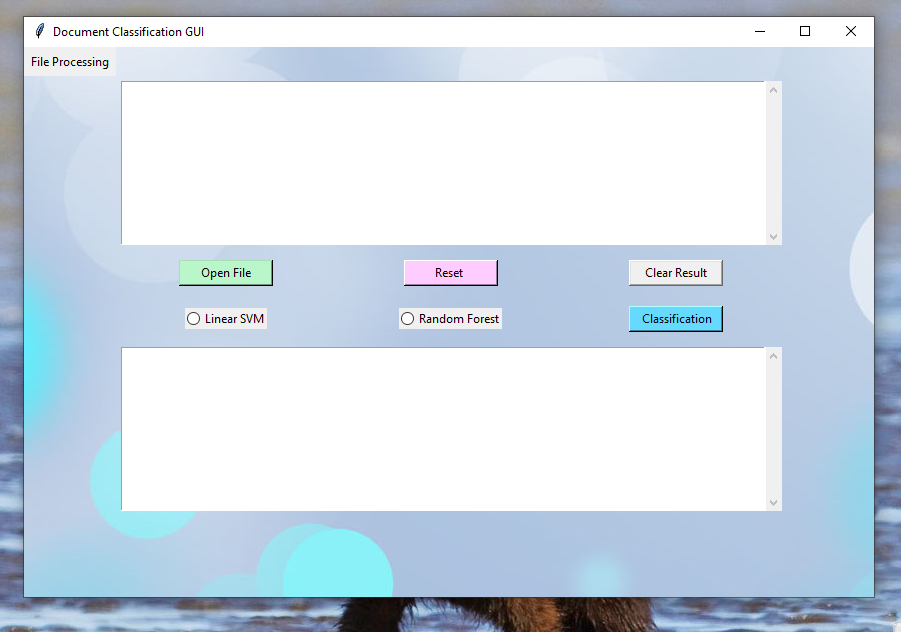 Document Classification GUI
File Processing
Open File
Reset
Clear Result
Linear SVM
Random Forest
Classification